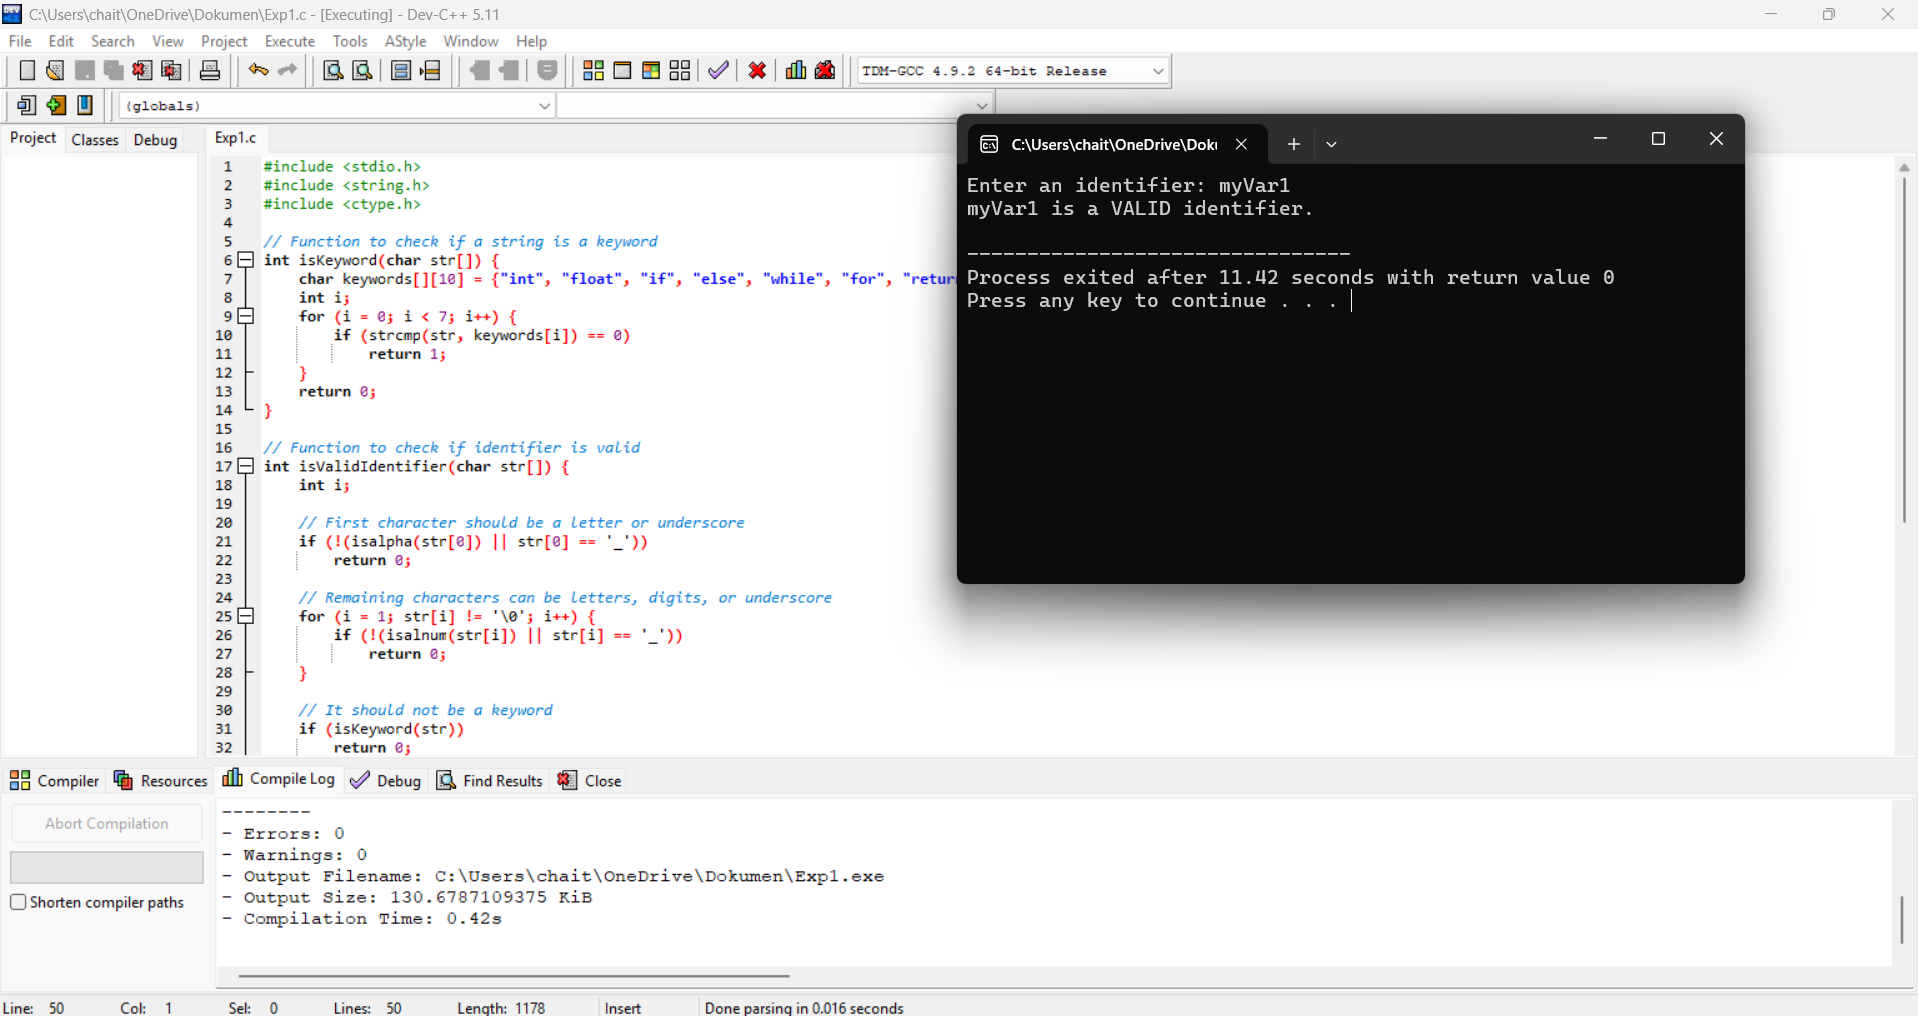 C:\Users\chait\OneDrive\Dokumen\Exp1.c - [Executing] - Dev-C++ 5.11
File Edit Search View Project Execute Tools AStyle Window Help
TDM-GCC 4.9.2 64-bit Release
(globals)
Project Classes Debug Exp1.c
1 #include <stdio.h>
2 #include <string.h>
3 #include <ctype.h>
4
5 // Function to check if a string is a keyword
6 int isKeyword(char str[]) {
7 char keywords[][10] = {"int", "float", "if", "else", "while", "for", "retur
8 int i;
9 for (i = 0; i < 7; i++) {
10 if (strcmp(str, keywords[i]) == 0)
11 return 1;
12 }
13 return 0;
14 }
15
16 // Function to check if identifier is valid
17 int isValidIdentifier(char str[]) {
18 int i;
19
20 // First character should be a letter or underscore
21 if (!(isalpha(str[0]) || str[0] == '_'))
22 return 0;
23
24 // Remaining characters can be letters, digits, or underscore
25 for (i = 1; str[i] != '\0'; i++) {
26 if (!(isalnum(str[i]) || str[i] == '_'))
27 return 0;
28 }
29
30 // It should not be a keyword
31 if (isKeyword(str))
32 return 0;
C:\Users\chait\OneDrive\Doku
Enter an identifier: myVar1
myVar1 is a VALID identifier.
--------------------------------
Process exited after 11.42 seconds with return value 0
Press any key to continue . . .
Compiler Resources Compile Log Debug Find Results Close
Abort Compilation
Shorten compiler paths
--------
- Errors: 0
- Warnings: 0
- Output Filename: C:\Users\chait\OneDrive\Dokumen\Exp1.exe
- Output Size: 130.6787109375 KiB
- Compilation Time: 0.42s
Line: 50 Col: 1 Sel: 0 Lines: 50 Length: 1178 Insert Done parsing in 0.016 seconds